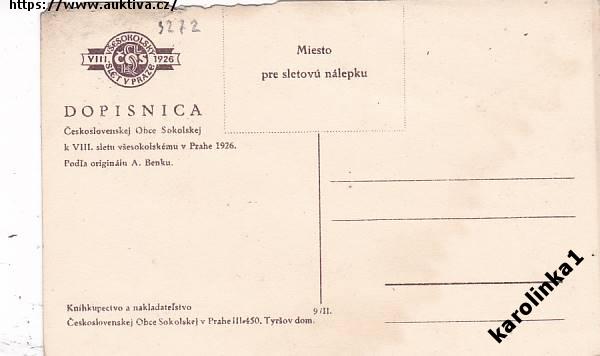 https://www.auktiva.cz/
3272
VŠESOKOLSKÝ
VIII. ČOS 1926
SLET V PRAZE
Miesto
pre sletovú nálepku
DOPISNICA
Československej Obce Sokolskej
k VIII. sletu všesokolskému v Prahe 1926.
Podľa originálu A. Benku.
Kníhkupectvo a nakladateľstvo
Československej Obce Sokolskej v Prahe III-450. Tyršov dom.
9/II.
karolinka1